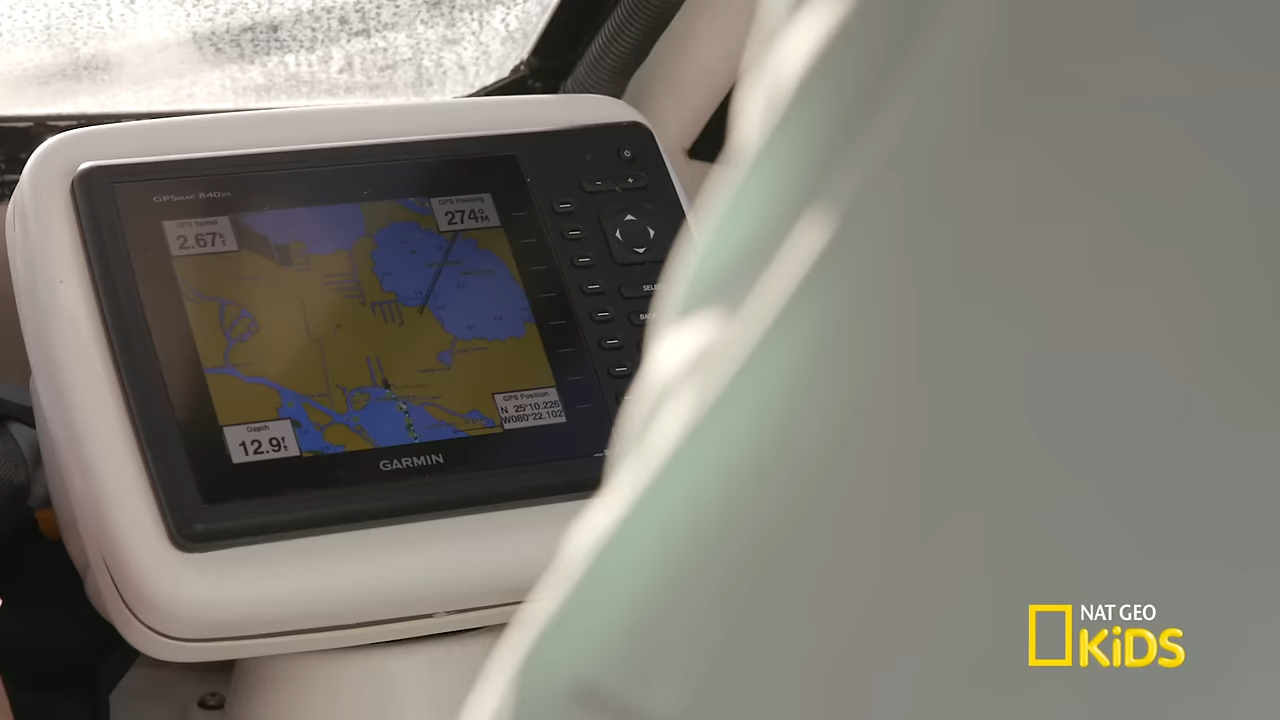 GPSMAP 840xs
GPS Speed
2.67kt
GPS Heading
274°M
GPS Position
N 25°10.226
W080°22.102
Depth
12.9ft
GARMIN
NAT GEO
KiDS